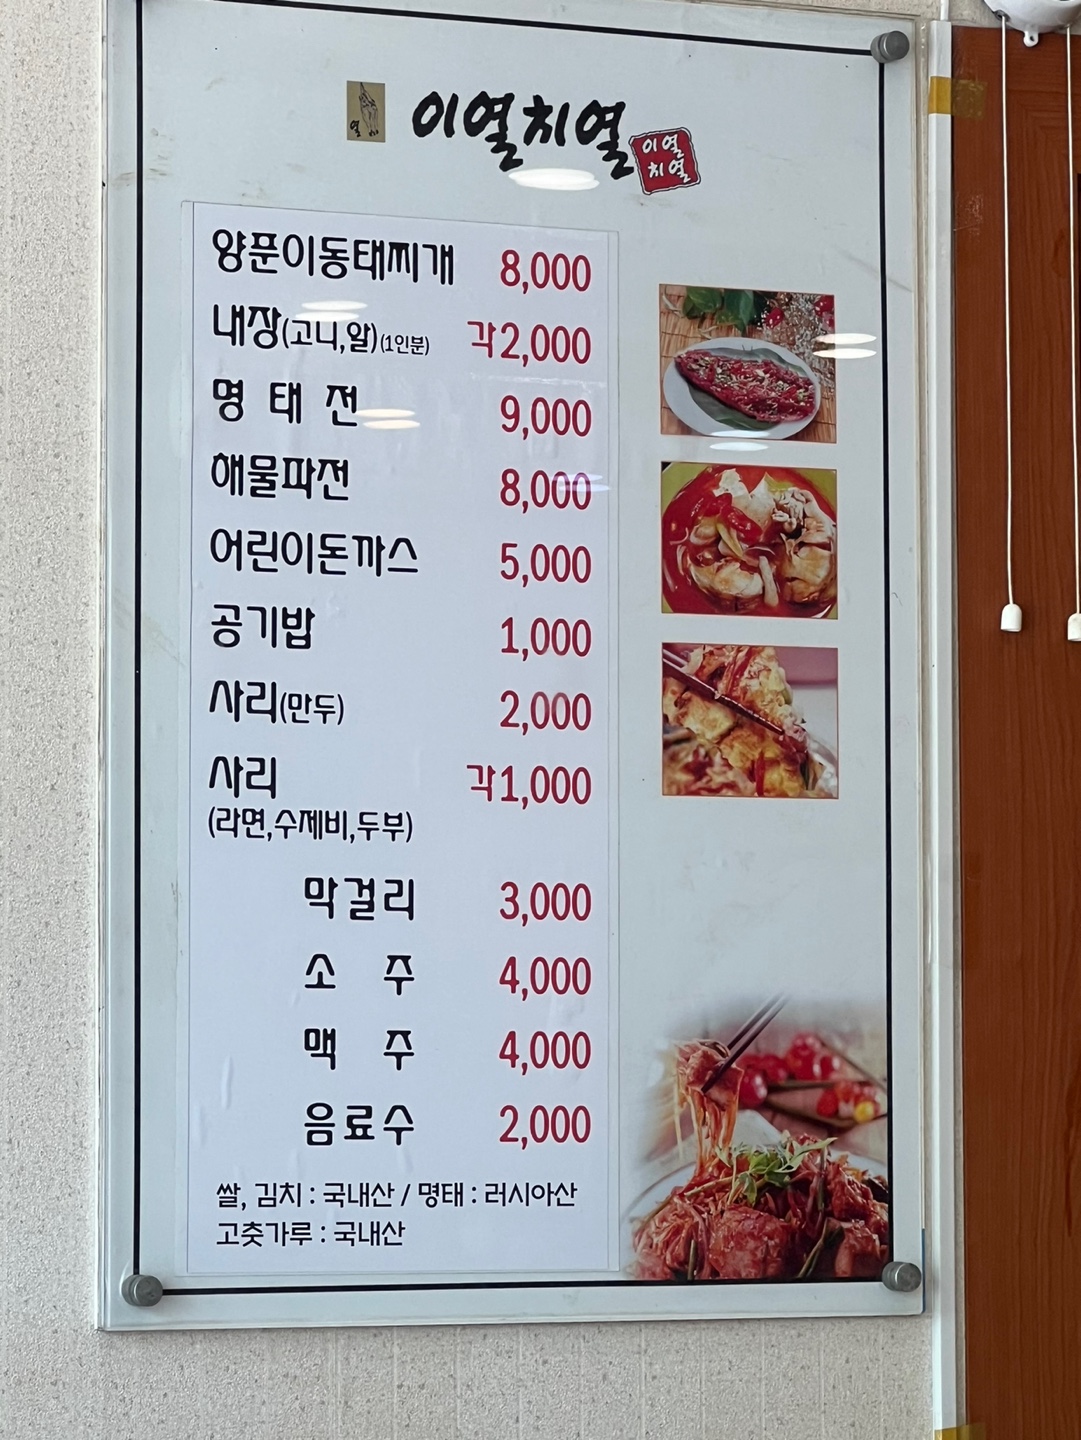 이열치열
이열
치열
양푼이동태찌개 8,000
내장(고니,알)(1인분) 각2,000
명 태 전 9,000
해물파전 8,000
어린이돈까스 5,000
공기밥 1,000
사리(만두) 2,000
사리 각1,000
(라면,수제비,두부)
막걸리 3,000
소 주 4,000
맥 주 4,000
음료수 2,000
쌀, 김치 : 국내산 / 명태 : 러시아산
고춧가루 : 국내산